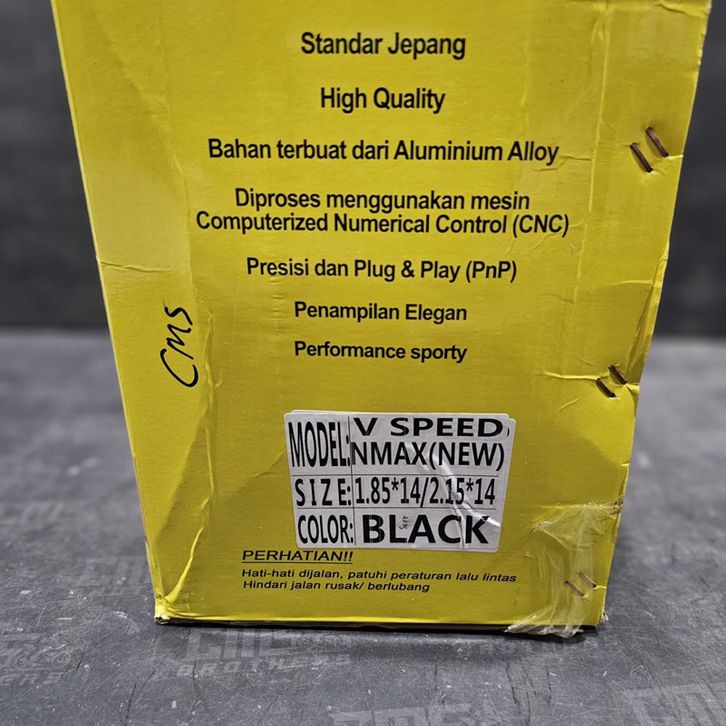 Standar Jepang
High Quality
Bahan terbuat dari Aluminium Alloy
Diproses menggunakan mesin
Computerized Numerical Control (CNC)
Presisi dan Plug & Play (PnP)
Penampilan Elegan
Performance sporty
CMS
MODEL: V SPEED
NMAX(NEW)
SIZE: 1.85*14/2.15*14
COLOR: BLACK
PERHATIAN!!
Hati-hati dijalan, patuhi peraturan lalu lintas
Hindari jalan rusak/ berlubang
CMS
BROTHERS